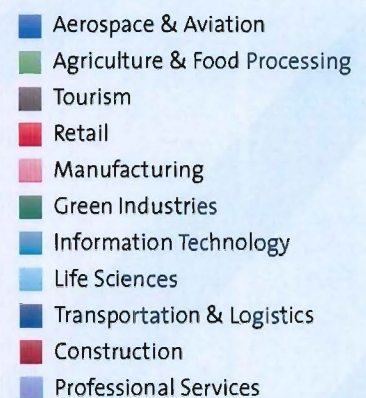 Aerospace & Aviation
Agriculture & Food Processing
Tourism
Retail
Manufacturing
Green Industries
Information Technology
Life Sciences
Transportation & Logistics
Construction
Professional Services